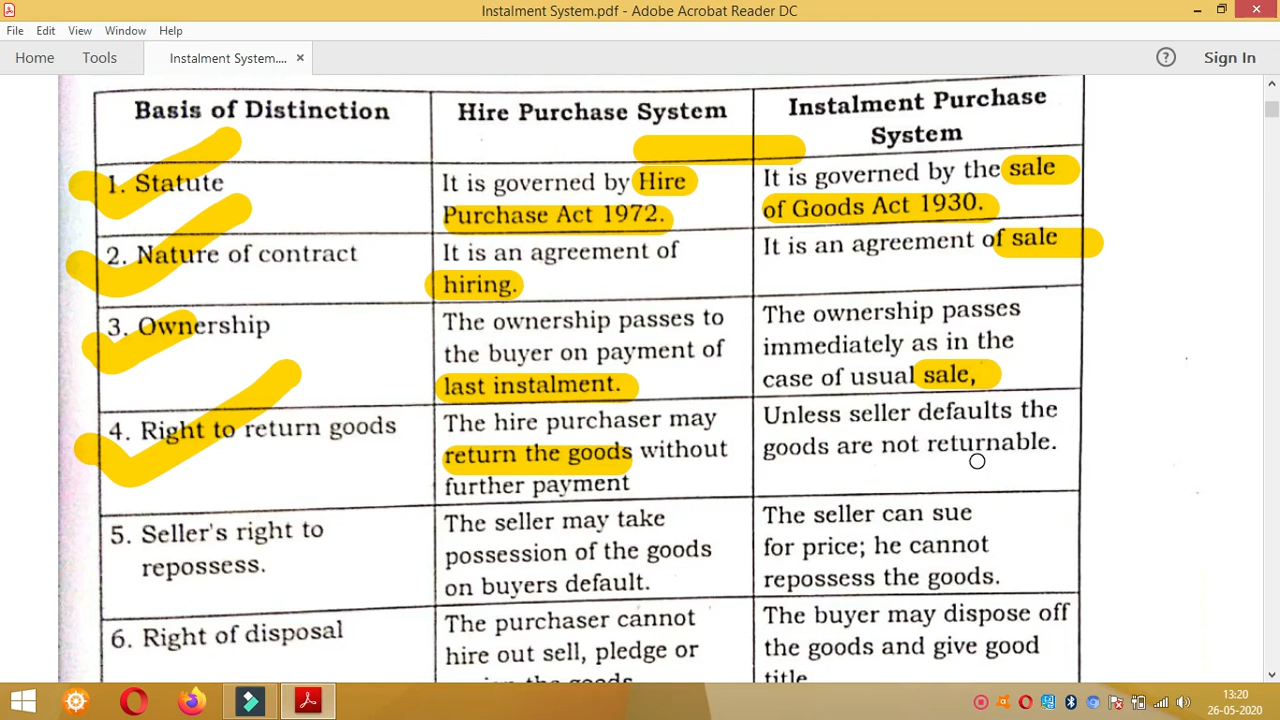 Instalment System.pdf - Adobe Acrobat Reader DC
File Edit View Window Help
Home Tools Instalment System.... × ? Sign In
Basis of Distinction
Hire Purchase System
Instalment Purchase
System
1. Statute
It is governed by Hire
Purchase Act 1972.
It is governed by the sale
of Goods Act 1930.
2. Nature of contract
It is an agreement of
hiring.
It is an agreement of sale
3. Ownership
The ownership passes to
the buyer on payment of
last instalment.
The ownership passes
immediately as in the
case of usual sale,
4. Right to return goods
The hire purchaser may
return the goods without
further payment
Unless seller defaults the
goods are not returnable.
5. Seller's right to
repossess.
The seller may take
possession of the goods
on buyers default.
The seller can sue
for price; he cannot
repossess the goods.
6. Right of disposal
The purchaser cannot
hire out sell, pledge or
the goods
The buyer may dispose off
the goods and give good
title
13:20
26-05-2020